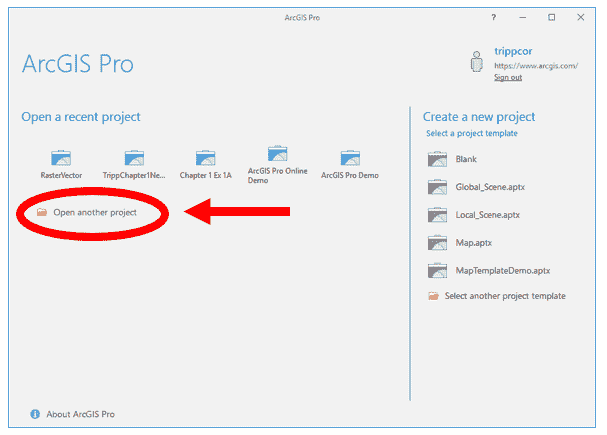 ArcGIS Pro
?
ArcGIS Pro
trippcor
https://www.arcgis.com/
Sign out
Open a recent project
RasterVector
TrippChapter1Ne...
Chapter 1 Ex 1A
ArcGIS Pro Online
Demo
ArcGIS Pro Demo
Open another project
Create a new project
Select a project template
Blank
Global_Scene.aptx
Local_Scene.aptx
Map.aptx
MapTemplateDemo.aptx
Select another project template
About ArcGIS Pro